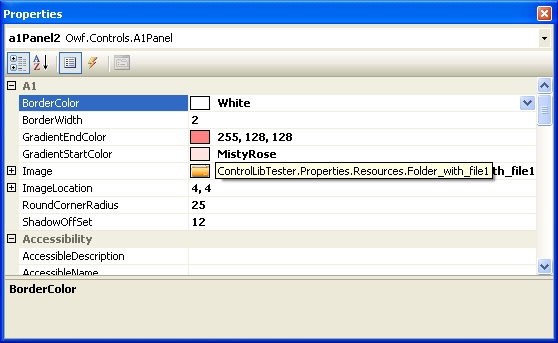 Properties
a1Panel2 Owf.Controls.A1Panel
A1
BorderColor White
BorderWidth 2
GradientEndColor 255, 128, 128
GradientStartColor MistyRose
Image ControlLibTester.Properties.Resources.Folder_with_file1 th_file1
ImageLocation 4, 4
RoundCornerRadius 25
ShadowOffSet 12
Accessibility
AccessibleDescription
AccessibleName
BorderColor